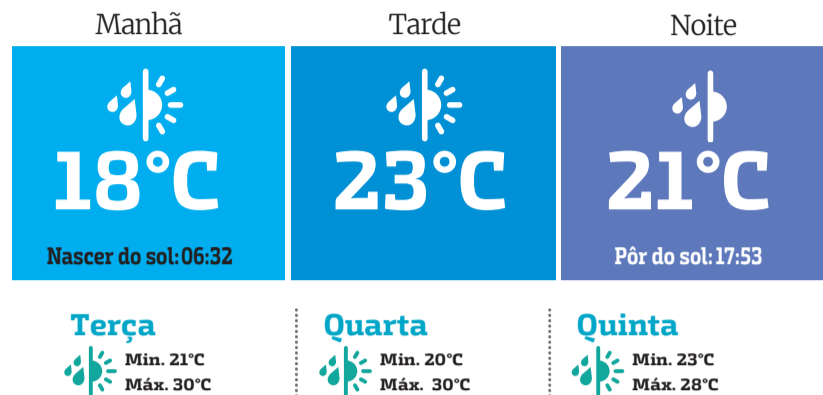 Manhã
Tarde
Noite
18°C
23°C
21°C
Nascer do sol: 06:32
Pôr do sol: 17:53
Terça
Min. 21°C
Máx. 30°C
Quarta
Min. 20°C
Máx. 30°C
Quinta
Min. 23°C
Máx. 28°C